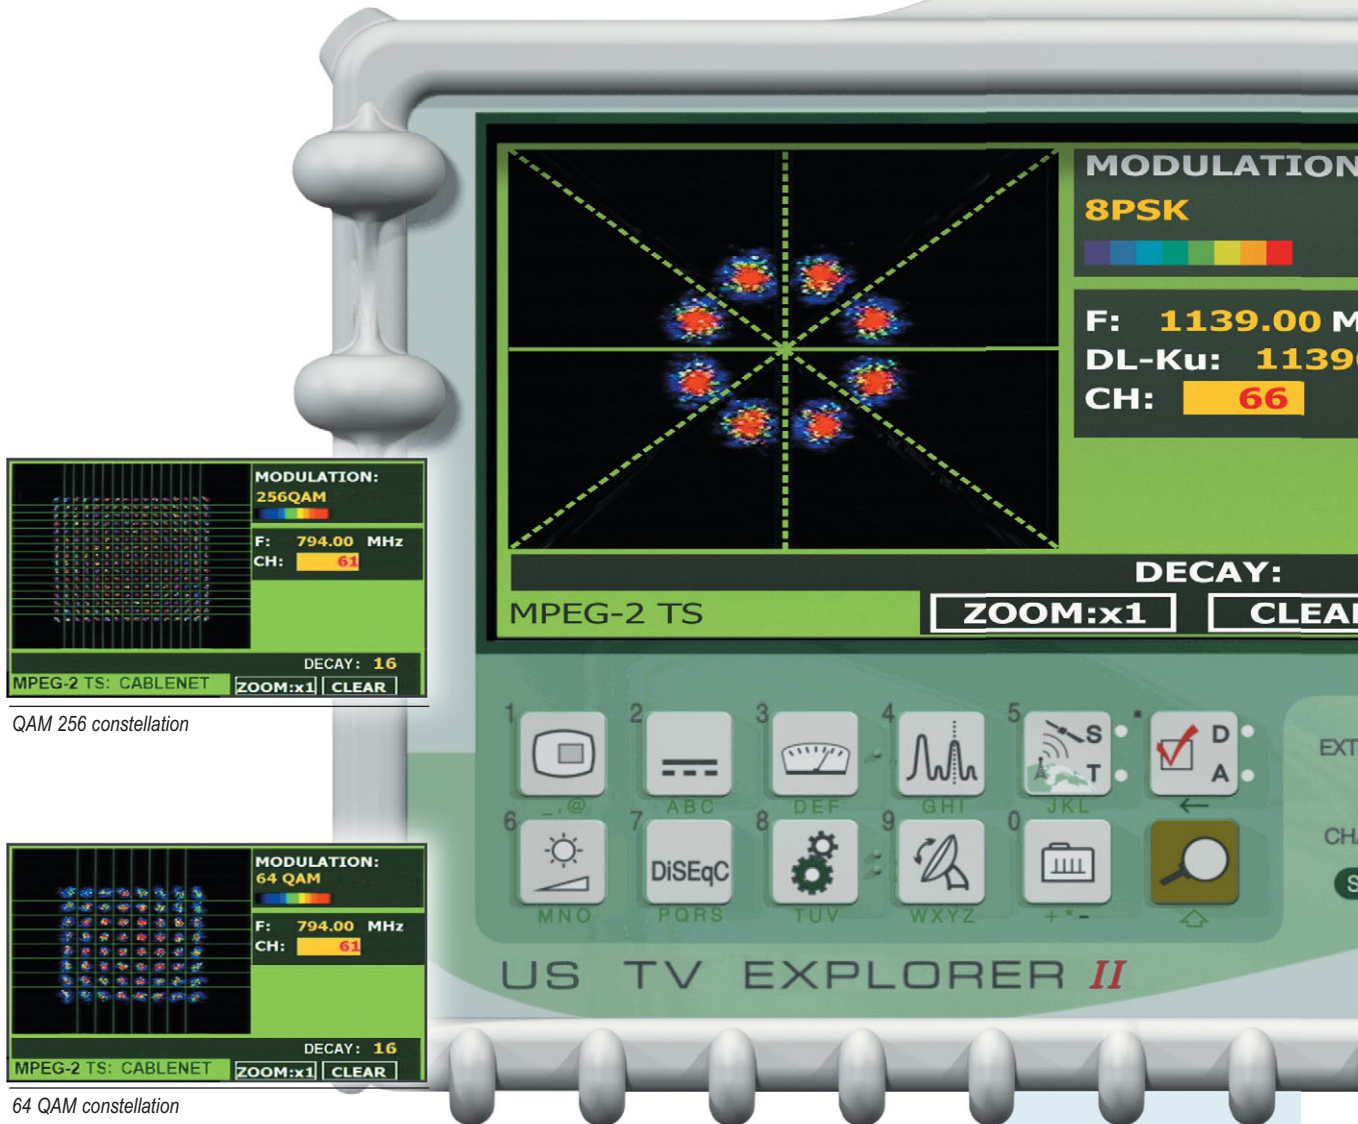 MODULATION
8PSK
F: 1139.00 M
DL-Ku: 1139
CH: 66
DECAY:
MPEG-2 TS
ZOOM:x1
CLEAR
MODULATION:
256QAM
F: 794.00 MHz
CH: 61
DECAY: 16
MPEG-2 TS: CABLENET
ZOOM:x1 CLEAR
QAM 256 constellation
MODULATION:
64 QAM
F: 794.00 MHz
CH: 61
DECAY: 16
MPEG-2 TS: CABLENET
ZOOM:x1 CLEAR
64 QAM constellation
1 2 3 4 5
S
T
D
A
_,@ ABC DEF GHI JKL ←
6 7 8 9 0
DiSEqC
MNO PQRS TUV WXYZ +*-
EXT
CHA
S
US TV EXPLORER II